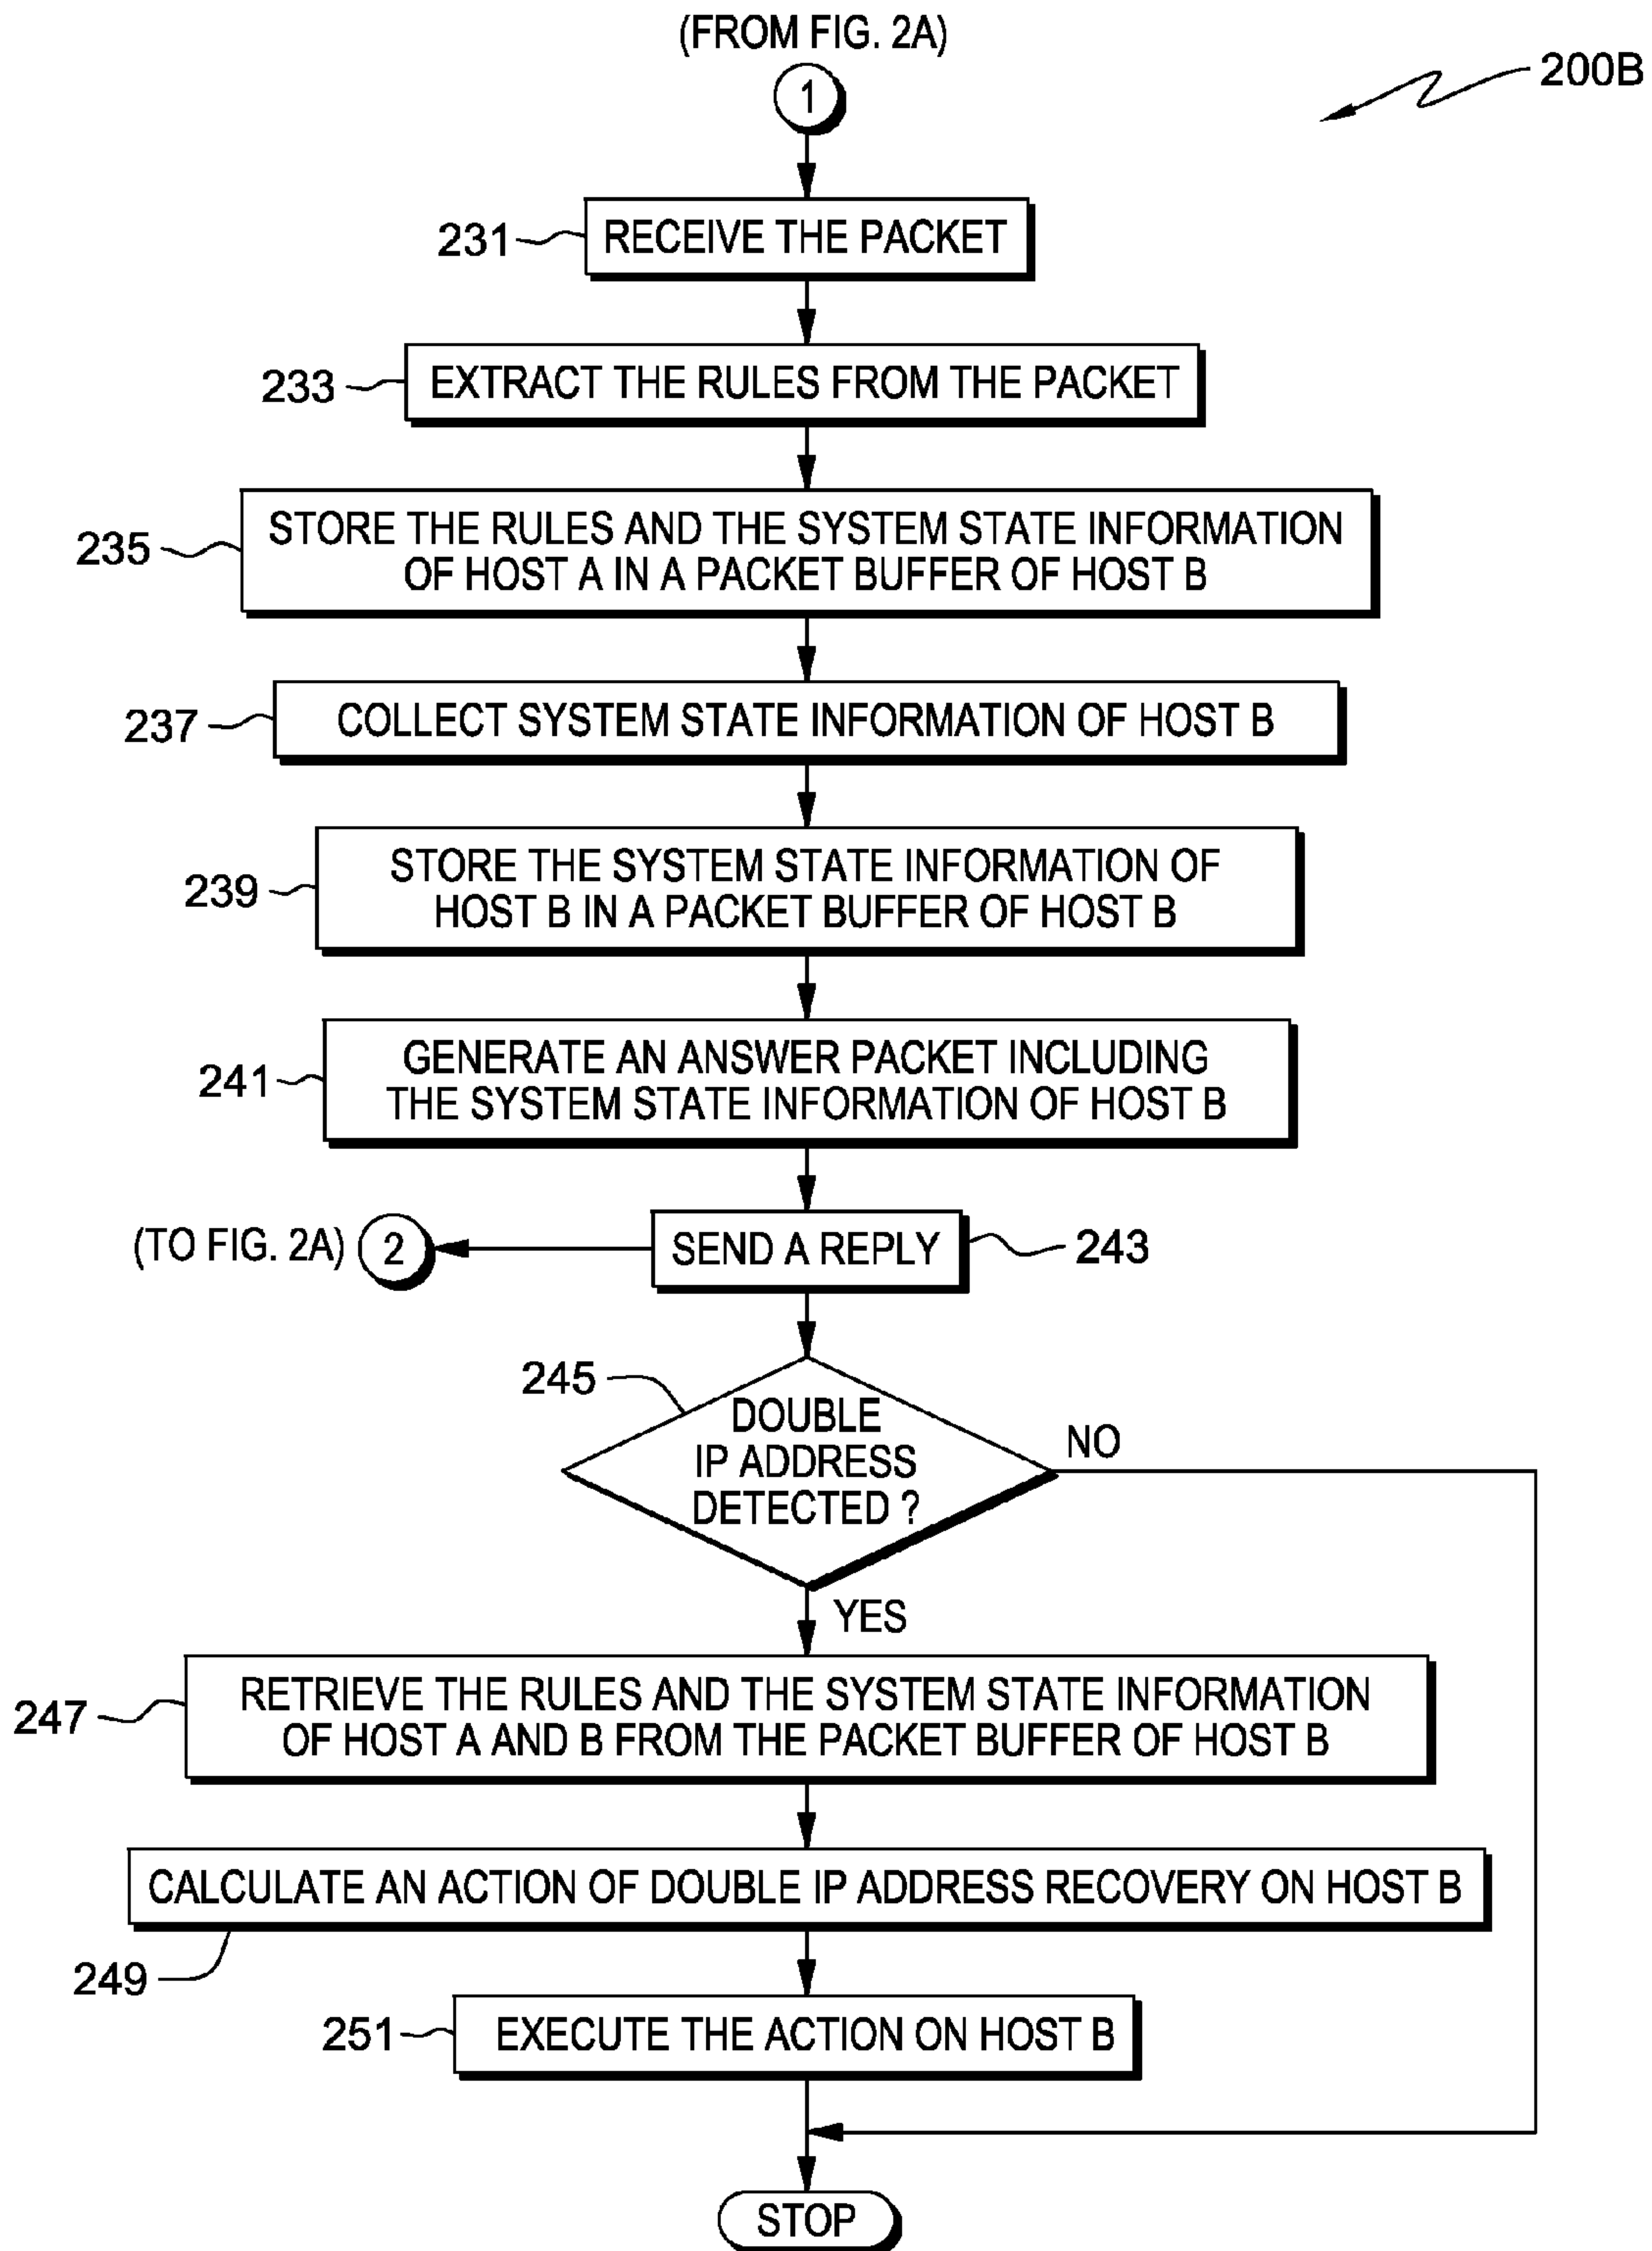 (FROM FIG. 2A)
1
200B
231
RECEIVE THE PACKET
233
EXTRACT THE RULES FROM THE PACKET
235
STORE THE RULES AND THE SYSTEM STATE INFORMATION
OF HOST A IN A PACKET BUFFER OF HOST B
237
COLLECT SYSTEM STATE INFORMATION OF HOST B
239
STORE THE SYSTEM STATE INFORMATION OF
HOST B IN A PACKET BUFFER OF HOST B
241
GENERATE AN ANSWER PACKET INCLUDING
THE SYSTEM STATE INFORMATION OF HOST B
(TO FIG. 2A)
2
SEND A REPLY
243
245
DOUBLE
IP ADDRESS
DETECTED ?
NO
YES
247
RETRIEVE THE RULES AND THE SYSTEM STATE INFORMATION
OF HOST A AND B FROM THE PACKET BUFFER OF HOST B
CALCULATE AN ACTION OF DOUBLE IP ADDRESS RECOVERY ON HOST B
249
251
EXECUTE THE ACTION ON HOST B
STOP